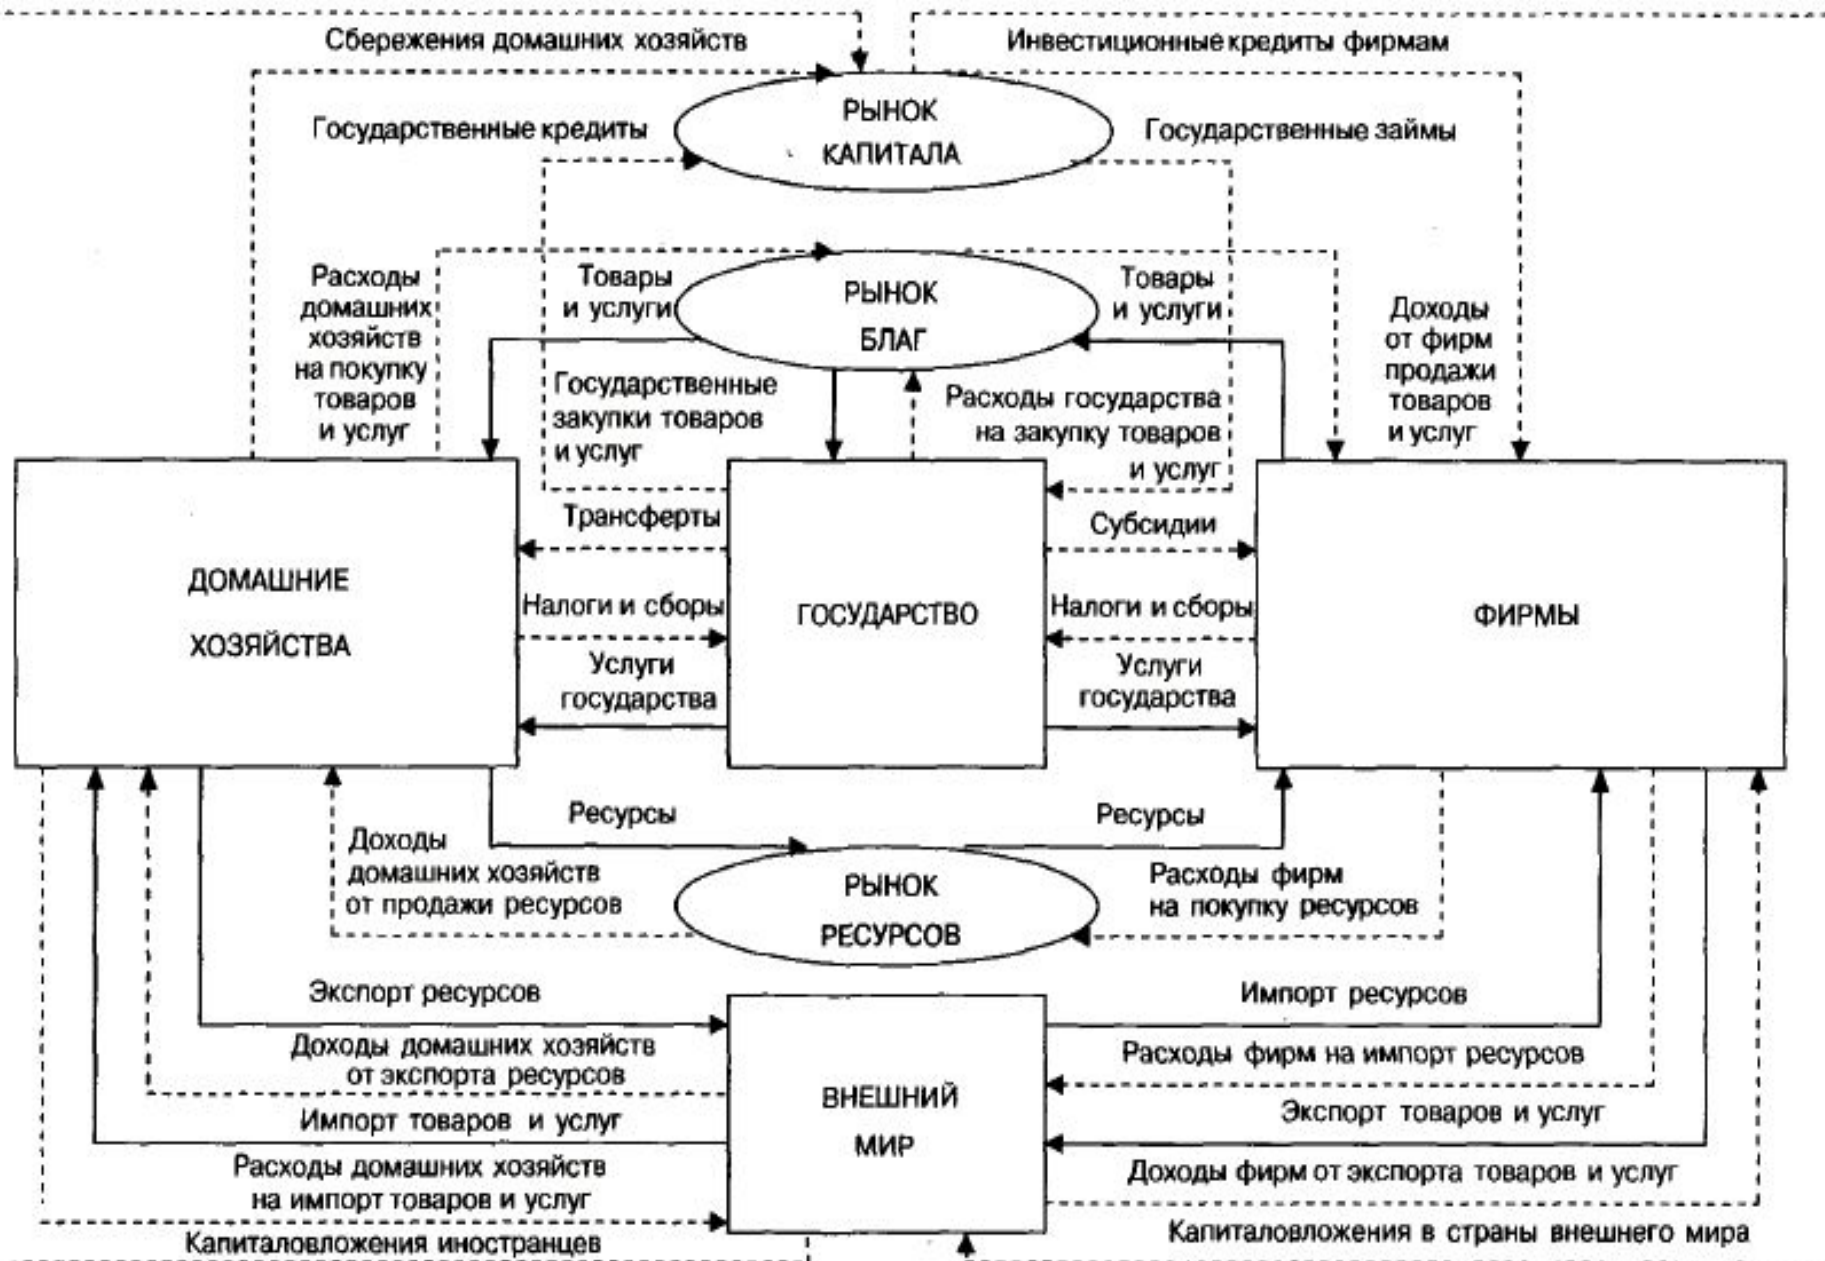 Сбережения домашних хозяйств
Инвестиционные кредиты фирмам
Государственные кредиты
РЫНОК
КАПИТАЛА
Государственные займы
Расходы
домашних
хозяйств
на покупку
товаров
и услуг
Товары
и услуги
РЫНОК
БЛАГ
Товары
и услуги
Доходы
от фирм
продажи
товаров
и услуг
Государственные
закупки товаров
и услуг
Расходы государства
на закупку товаров
и услуг
Трансферты
Субсидии
ДОМАШНИЕ
ХОЗЯЙСТВА
Налоги и сборы
ГОСУДАРСТВО
Налоги и сборы
ФИРМЫ
Услуги
государства
Услуги
государства
Ресурсы
Ресурсы
Доходы
домашних хозяйств
от продажи ресурсов
РЫНОК
РЕСУРСОВ
Расходы фирм
на покупку ресурсов
Экспорт ресурсов
Импорт ресурсов
Доходы домашних хозяйств
от экспорта ресурсов
Расходы фирм на импорт ресурсов
ВНЕШНИЙ
МИР
Импорт товаров и услуг
Экспорт товаров и услуг
Расходы домашних хозяйств
на импорт товаров и услуг
Доходы фирм от экспорта товаров и услуг
Капиталовложения иностранцев
Капиталовложения в страны внешнего мира